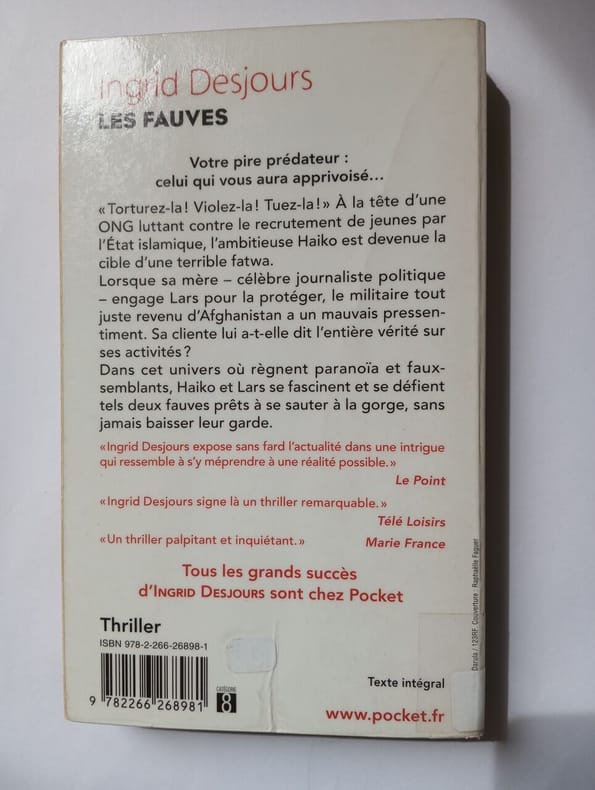 Ingrid Desjours
LES FAUVES
Votre pire prédateur :
celui qui vous aura apprivoisé...
« Torturez-la ! Violez-la ! Tuez-la ! » À la tête d'une
ONG luttant contre le recrutement de jeunes par
l'État islamique, l'ambitieuse Haiko est devenue la
cible d'une terrible fatwa.
Lorsque sa mère – célèbre journaliste politique
– engage Lars pour la protéger, le militaire tout
juste revenu d'Afghanistan a un mauvais pressen-
timent. Sa cliente lui a-t-elle dit l'entière vérité sur
ses activités ?
Dans cet univers où règnent paranoïa et faux-
semblants, Haiko et Lars se fascinent et se défient
tels deux fauves prêts à se sauter à la gorge, sans
jamais baisser leur garde.
« Ingrid Desjours expose sans fard l'actualité dans une intrigue
qui ressemble à s'y méprendre à une réalité possible. »
Le Point
« Ingrid Desjours signe là un thriller remarquable. »
Télé Loisirs
« Un thriller palpitant et inquiétant. » Marie France
Tous les grands succès
d'INGRID DESJOURS sont chez Pocket
Thriller
ISBN 978-2-266-26898-1
9 782266 268981
CATÉGORIE
8
Texte intégral
www.pocket.fr
Darula / 123RF. Couverture : Raphaëlle Faguer